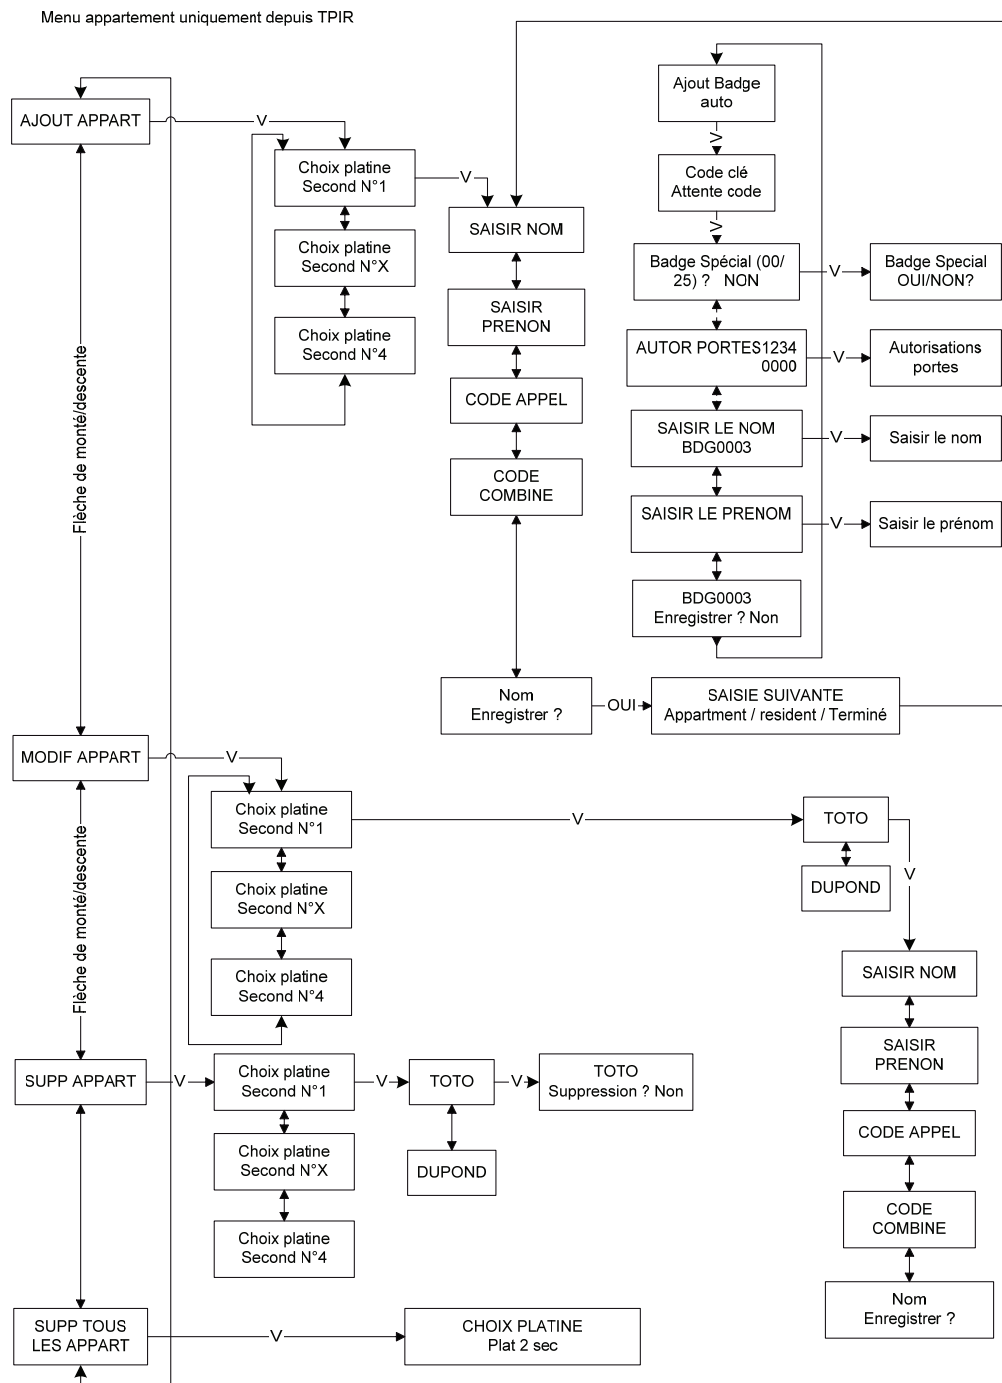 Menu appartement uniquement depuis TPIR
AJOUT APPART
V
Choix platine
Second N°1
Choix platine
Second N°X
Choix platine
Second N°4
V
SAISIR NOM
SAISIR
PRENON
CODE APPEL
CODE
COMBINE
Nom
Enregistrer ?
OUI
SAISIE SUIVANTE
Appartment / resident / Terminé
Ajout Badge
auto
V
Code clé
Attente code
V
Badge Spécial (00/
25) ? NON
V
Badge Special
OUI/NON?
AUTOR PORTES1234
0000
V
Autorisations
portes
SAISIR LE NOM
BDG0003
V
Saisir le nom
SAISIR LE PRENOM
V
Saisir le prénom
BDG0003
Enregistrer ? Non
Flèche de monté/descente
MODIF APPART
V
Choix platine
Second N°1
Choix platine
Second N°X
Choix platine
Second N°4
V
TOTO
DUPOND
V
SAISIR NOM
SAISIR
PRENON
CODE APPEL
CODE
COMBINE
Nom
Enregistrer ?
Flèche de monté/descente
SUPP APPART
V
Choix platine
Second N°1
Choix platine
Second N°X
Choix platine
Second N°4
V
TOTO
DUPOND
V
TOTO
Suppression ? Non
SUPP TOUS
LES APPART
V
CHOIX PLATINE
Plat 2 sec